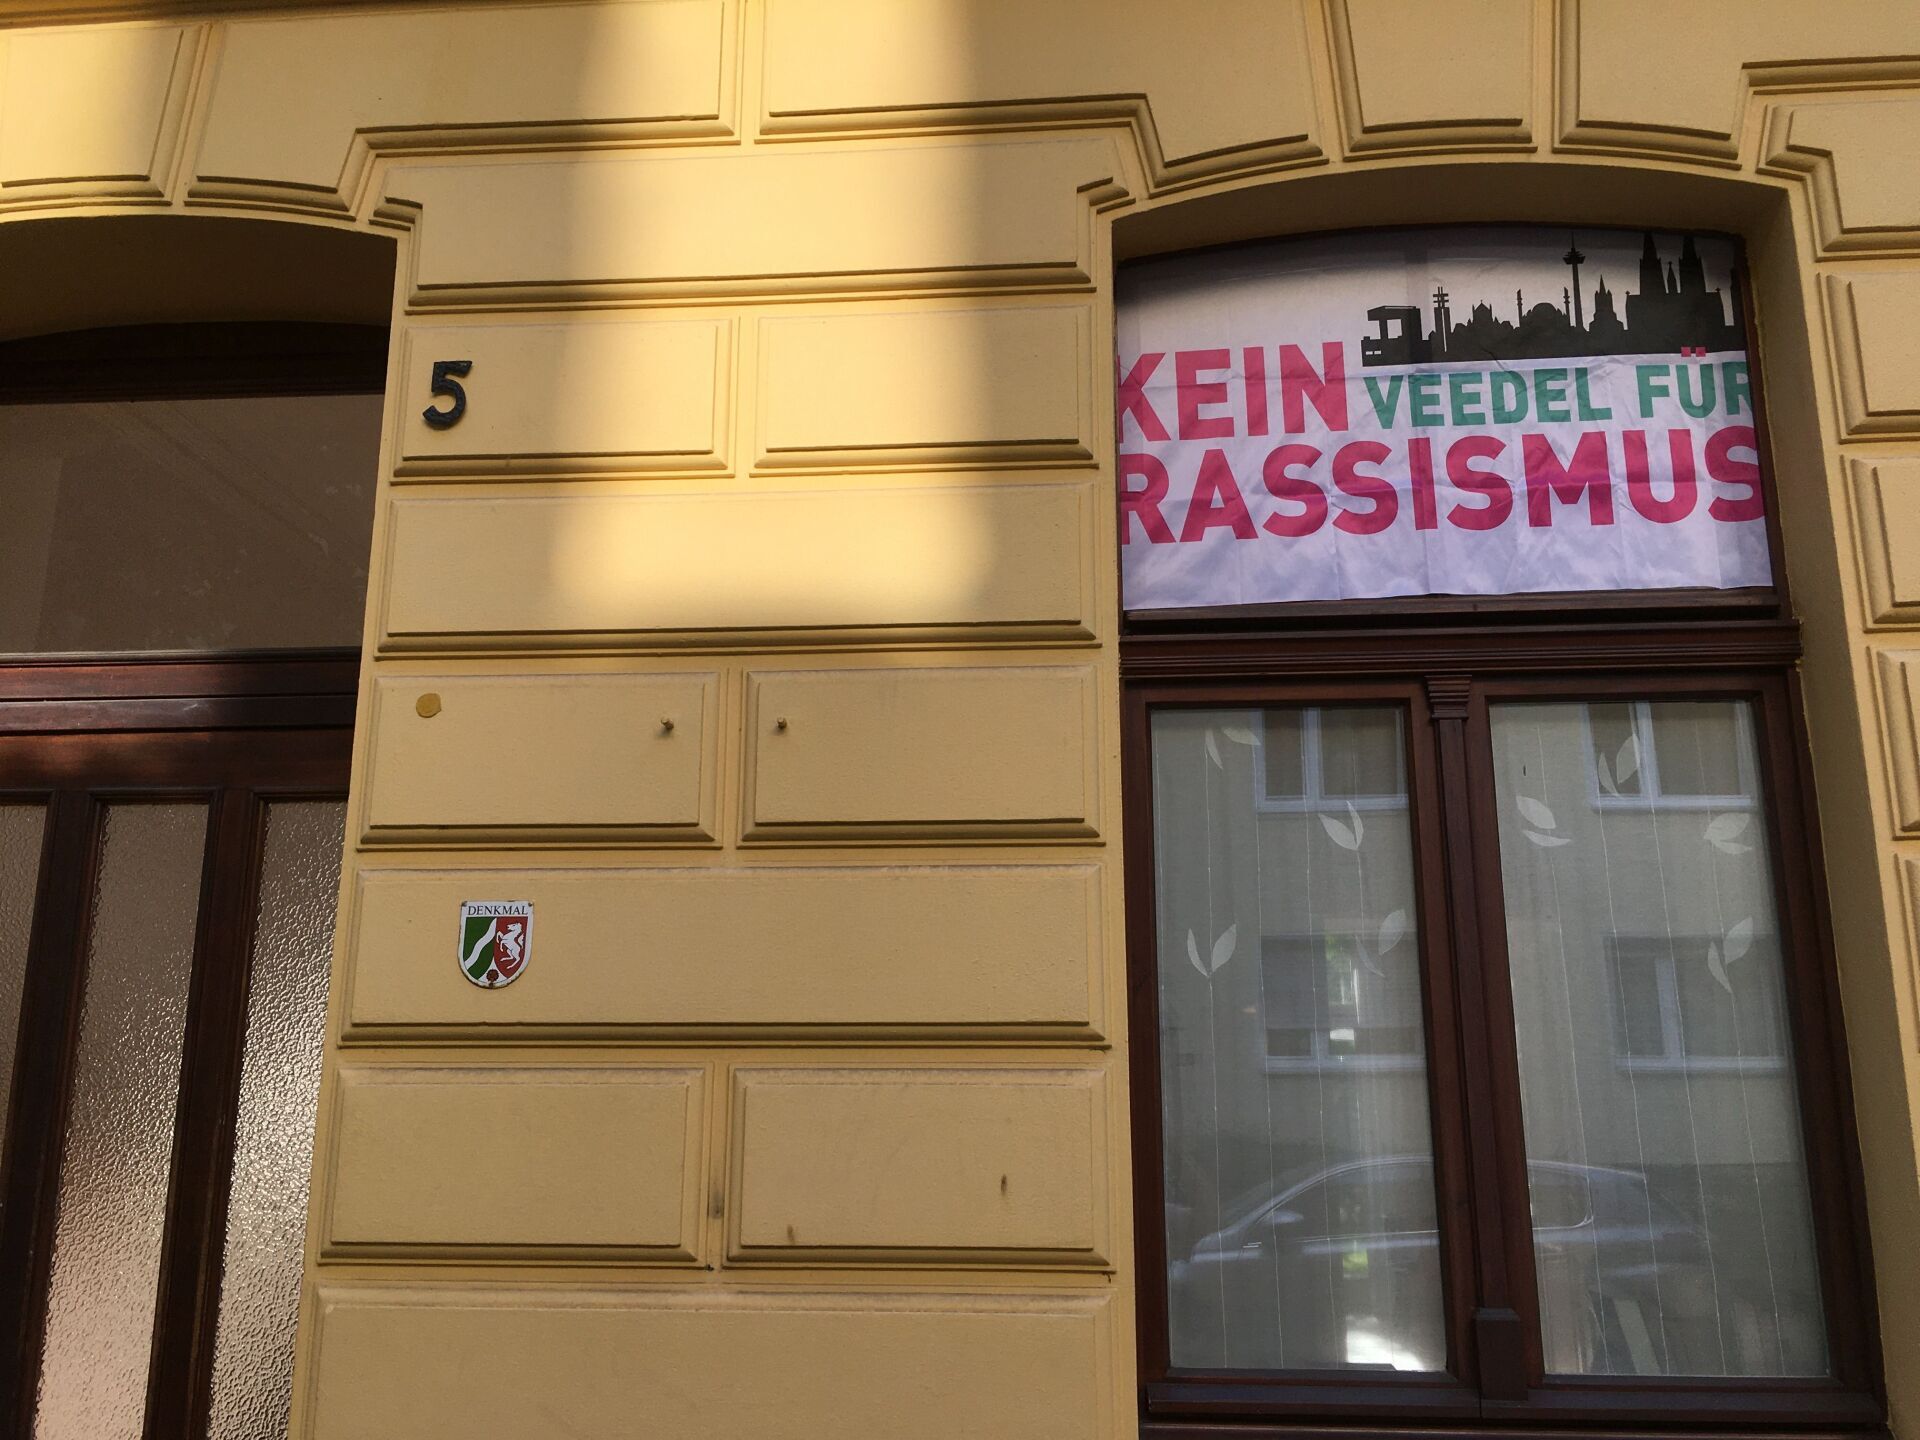 5
KEIN VEEDEL FÜR
RASSISMUS
DENKMAL